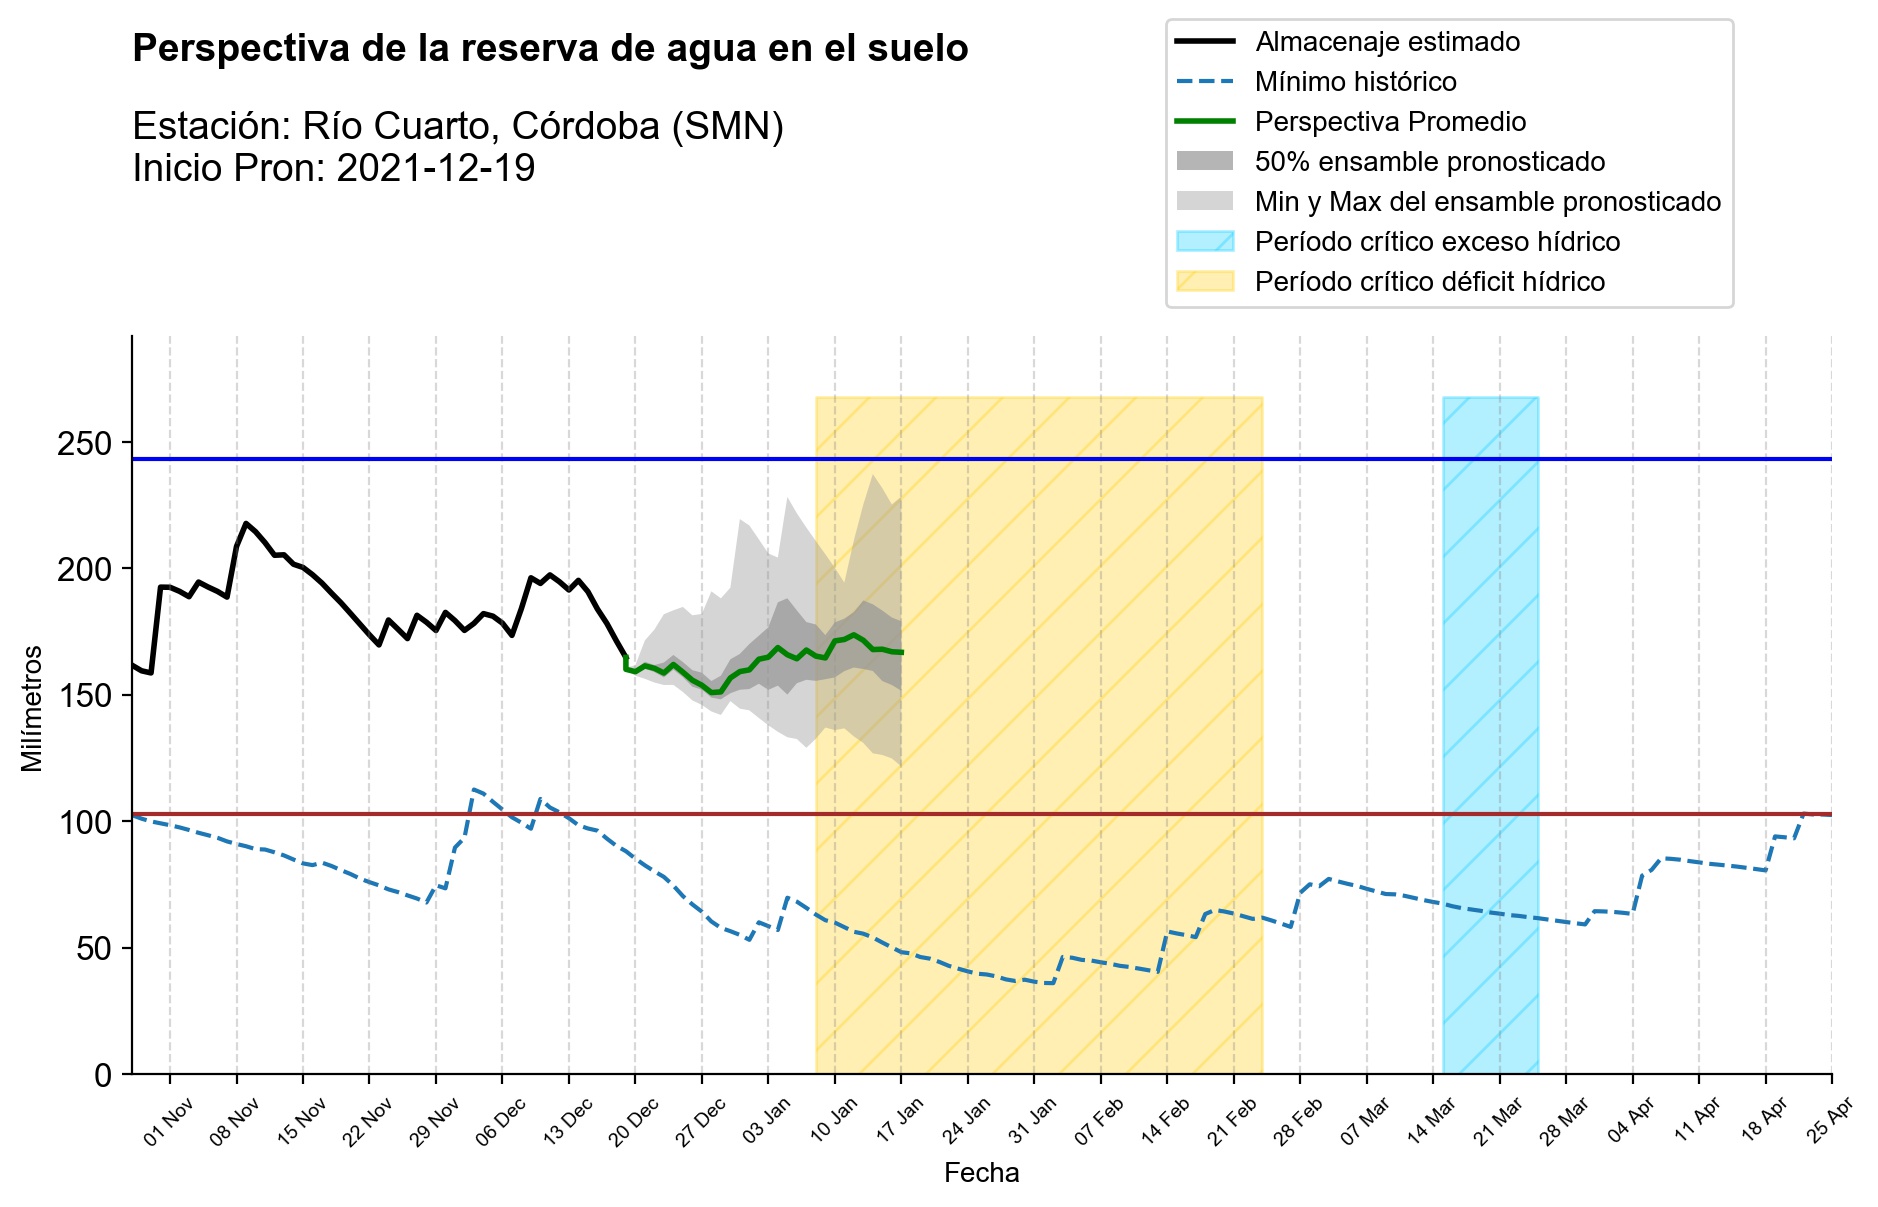 Perspectiva de la reserva de agua en el suelo
Estación: Río Cuarto, Córdoba (SMN)
Inicio Pron: 2021-12-19
Almacenaje estimado
Mínimo histórico
Perspectiva Promedio
50% ensamble pronosticado
Min y Max del ensamble pronosticado
Período crítico exceso hídrico
Período crítico déficit hídrico
Milímetros
250
200
150
100
50
0
01 Nov
08 Nov
15 Nov
22 Nov
29 Nov
06 Dec
13 Dec
20 Dec
27 Dec
03 Jan
10 Jan
17 Jan
24 Jan
31 Jan
07 Feb
14 Feb
21 Feb
28 Feb
07 Mar
14 Mar
21 Mar
28 Mar
04 Apr
11 Apr
18 Apr
25 Apr
Fecha